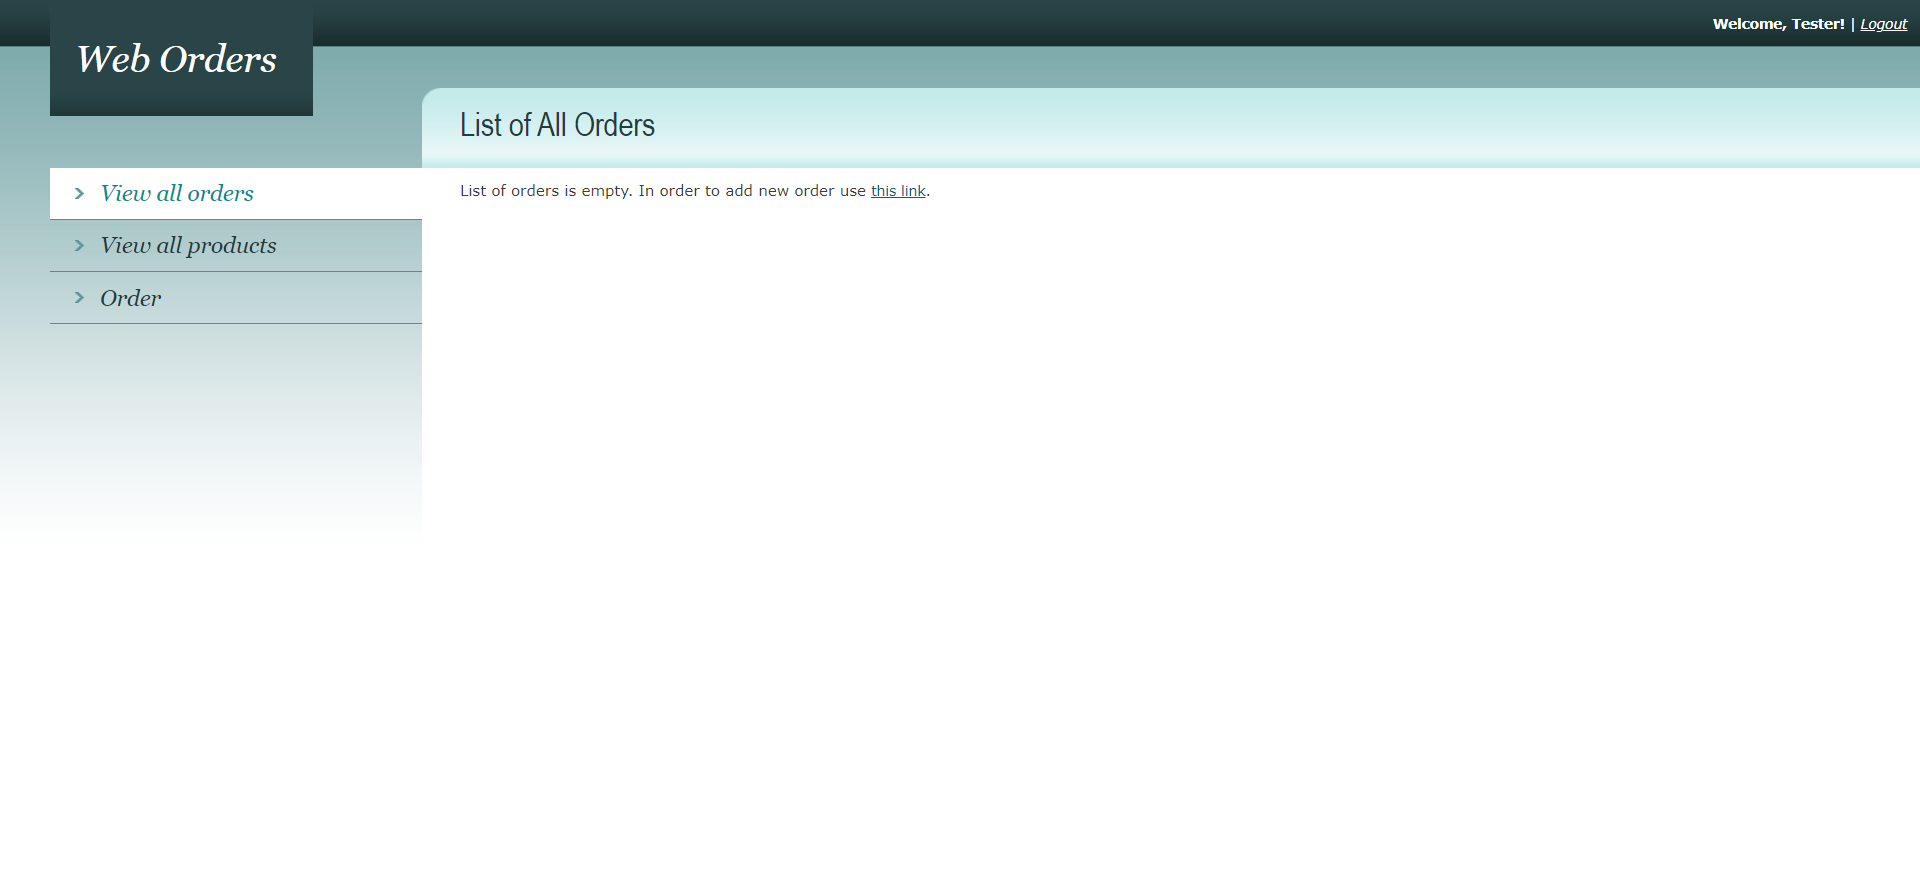 Welcome, Tester! | Logout
Web Orders
List of All Orders
View all orders
View all products
Order
List of orders is empty. In order to add new order use this link.